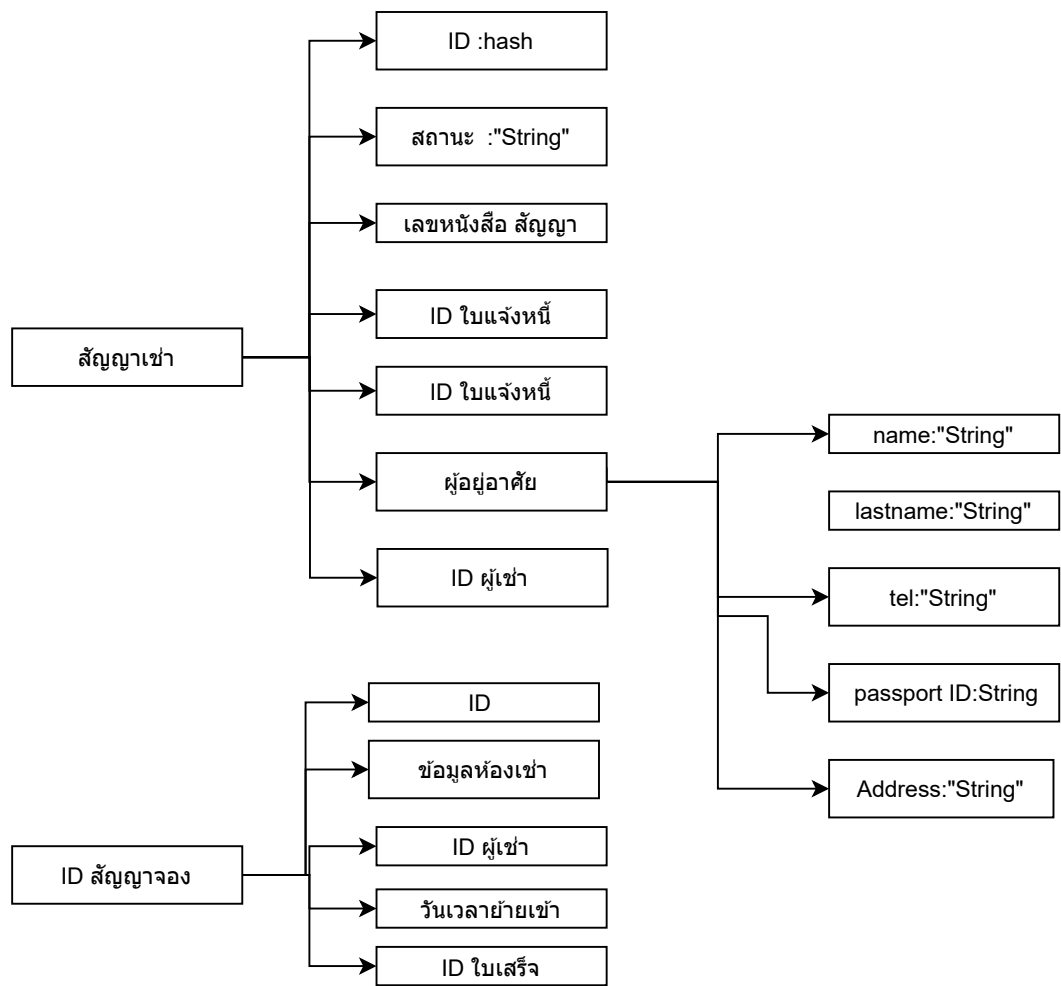 ID :hash
สถานะ :"String"
เลขหนังสือ สัญญา
ID ใบแจ้งหนี้
สัญญาเช่า
ID ใบแจ้งหนี้
name:"String"
ผู้อยู่อาศัย
lastname:"String"
ID ผู้เช่า
tel:"String"
passport ID:String
ID
ข้อมูลห้องเช่า
Address:"String"
ID ผู้เช่า
ID สัญญาจอง
วันเวลาย้ายเข้า
ID ใบเสร็จ